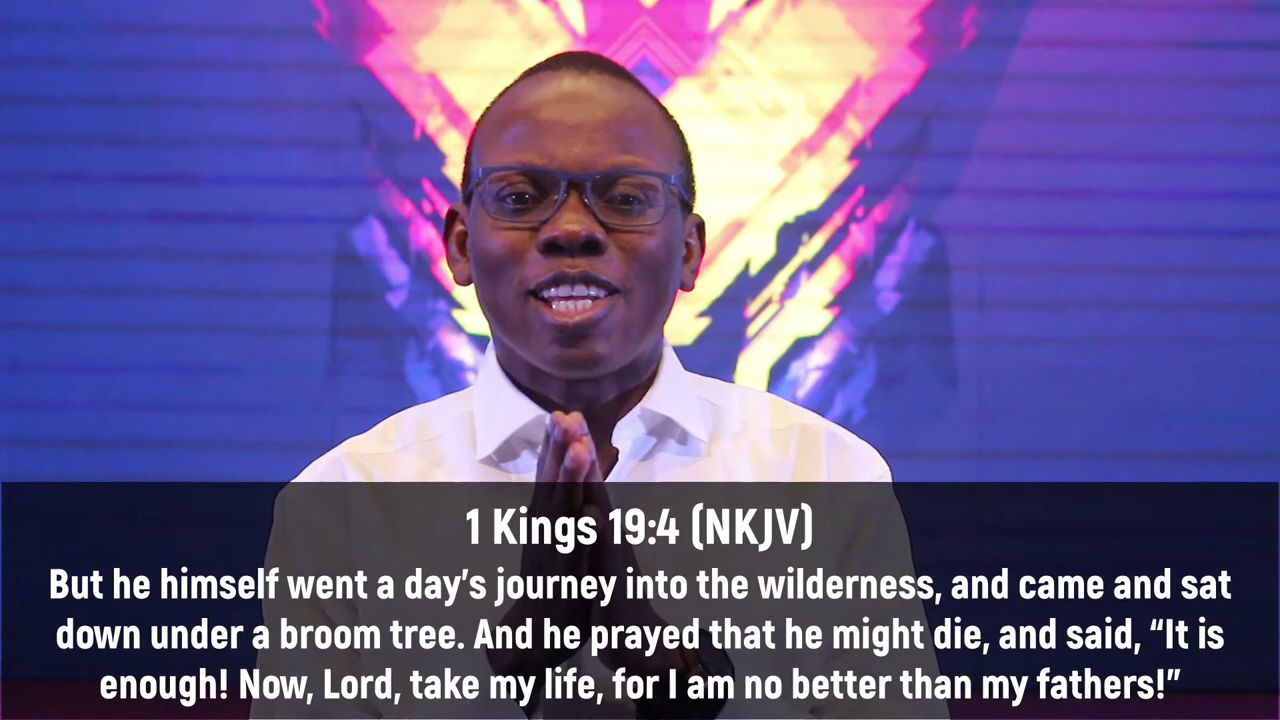 1 Kings 19:4 (NKJV)
But he himself went a day’s journey into the wilderness, and came and sat
down under a broom tree. And he prayed that he might die, and said, “It is
enough! Now, Lord, take my life, for I am no better than my fathers!”